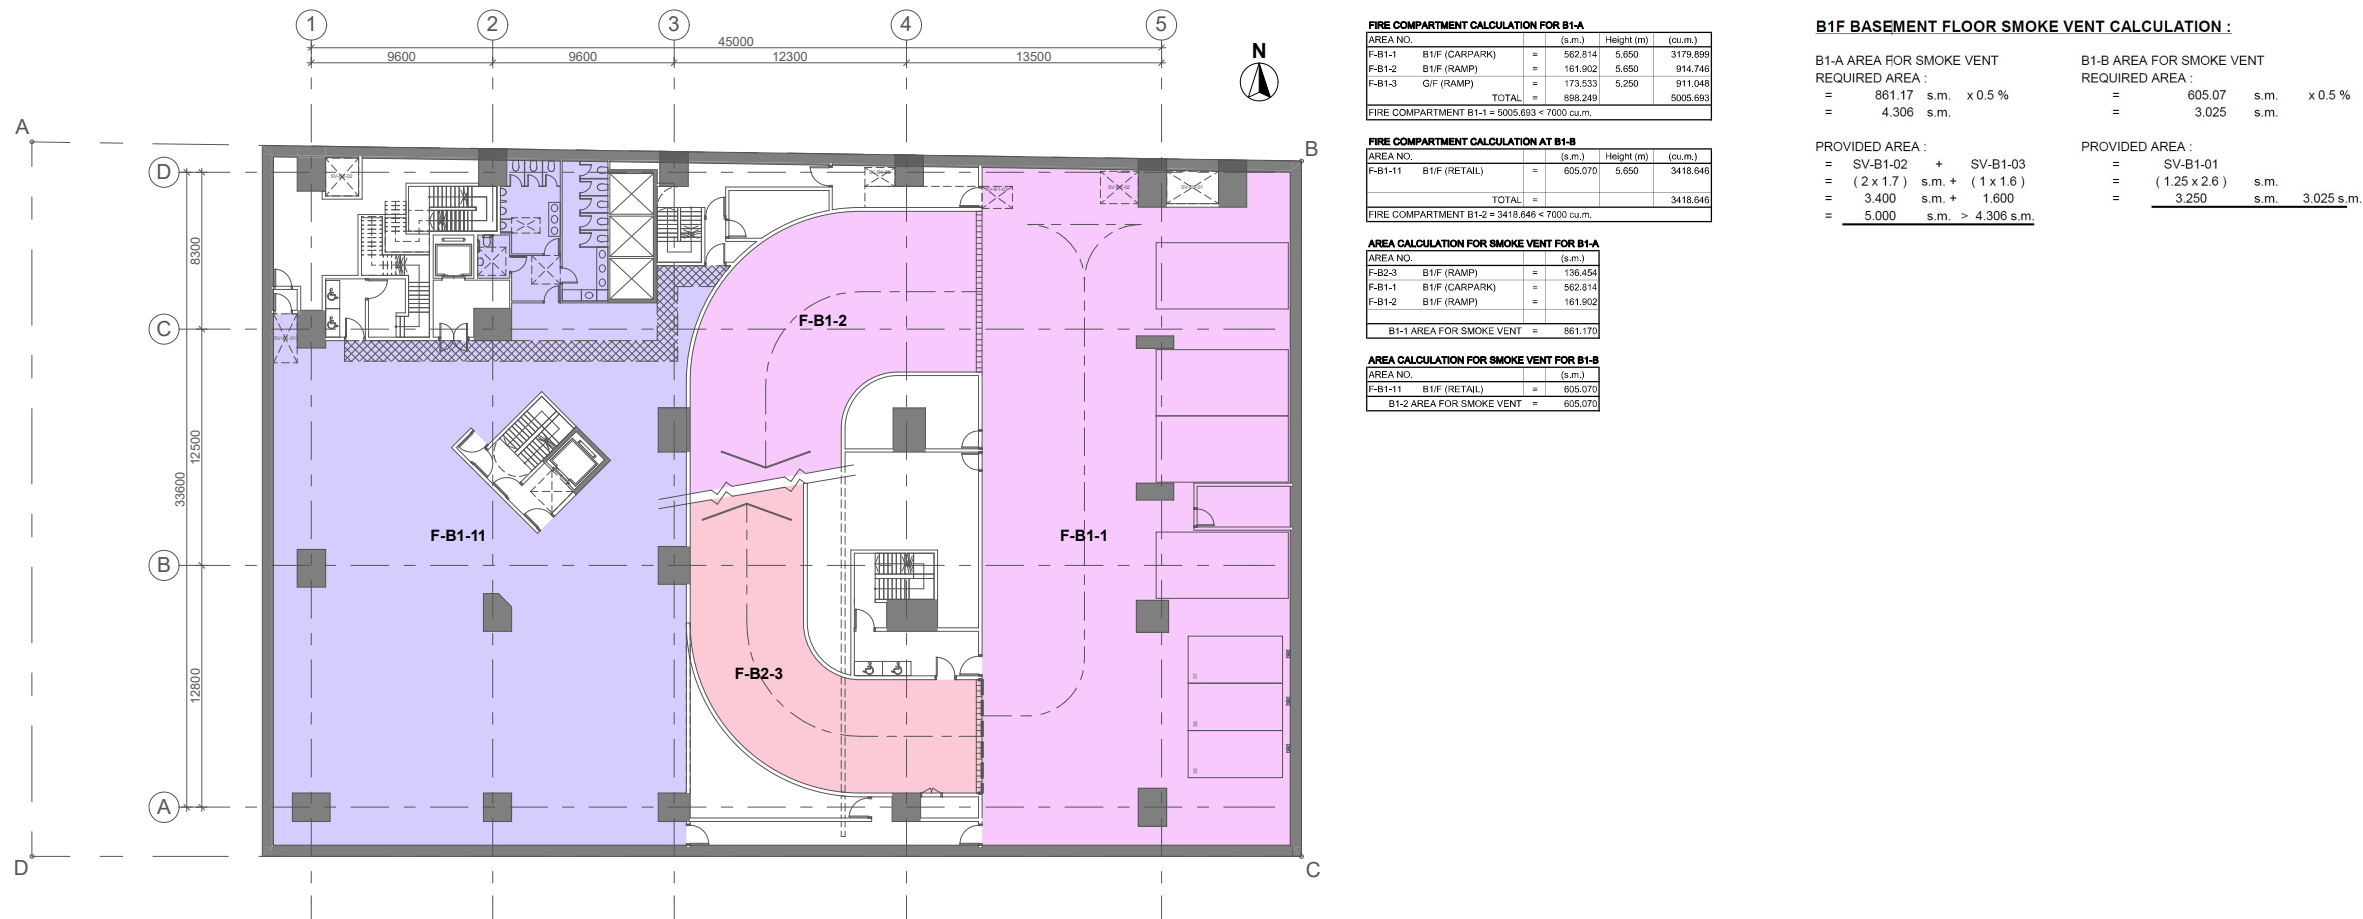 1 2 3 4 5
45000
9600 9600 12300 13500
N
A
B
D
C
B
A
D
C
8300
12500
33600
12800
SV-B1-01
F-B1-2
F-B1-11
F-B1-1
F-B2-3
37
36
35
FIRE COMPARTMENT CALCULATION FOR B1-A
AREA NO. (s.m.) Height (m) (cu.m.)
F-B1-1 B1/F (CARPARK) = 562.814 5.650 3179.899
F-B1-2 B1/F (RAMP) = 161.902 5.650 914.746
F-B1-3 G/F (RAMP) = 173.533 5.250 911.048
TOTAL = 898.249 5005.693
FIRE COMPARTMENT B1-1 = 5005.693 < 7000 cu.m.
FIRE COMPARTMENT CALCULATION AT B1-B
AREA NO. (s.m.) Height (m) (cu.m.)
F-B1-11 B1/F (RETAIL) = 605.070 5.650 3418.646
TOTAL = 3418.646
FIRE COMPARTMENT B1-2 = 3418.646 < 7000 cu.m.
AREA CALCULATION FOR SMOKE VENT FOR B1-A
AREA NO. (s.m.)
F-B2-3 B1/F (RAMP) = 136.454
F-B1-1 B1/F (CARPARK) = 562.814
F-B1-2 B1/F (RAMP) = 161.902
B1-1 AREA FOR SMOKE VENT = 861.170
AREA CALCULATION FOR SMOKE VENT FOR B1-B
AREA NO. (s.m.)
F-B1-11 B1/F (RETAIL) = 605.070
B1-2 AREA FOR SMOKE VENT = 605.070
B1F BASEMENT FLOOR SMOKE VENT CALCULATION :
B1-A AREA FOR SMOKE VENT
REQUIRED AREA :
= 861.17 s.m. x 0.5 %
= 4.306 s.m.
PROVIDED AREA :
= SV-B1-02 + SV-B1-03
= ( 2 x 1.7 ) s.m. + ( 1 x 1.6 )
= 3.400 s.m. + 1.600
= 5.000 s.m. > 4.306 s.m.
B1-B AREA FOR SMOKE VENT
REQUIRED AREA :
= 605.07 s.m. x 0.5 %
= 3.025 s.m.
PROVIDED AREA :
= SV-B1-01
= ( 1.25 x 2.6 ) s.m.
= 3.250 s.m. 3.025 s.m.